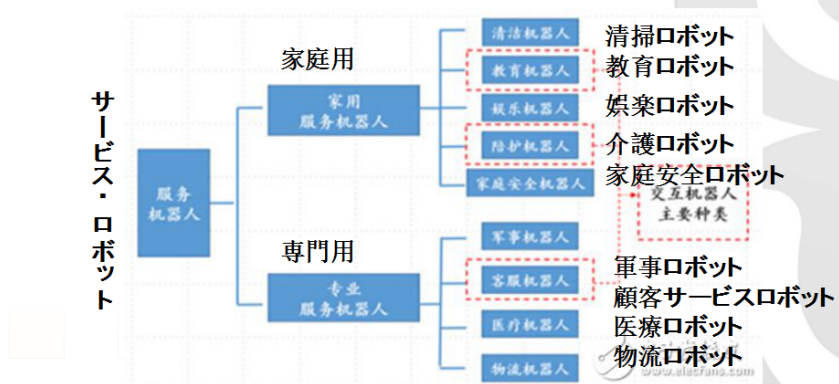 清洁机器人
清掃ロボット
家庭用
教育机器人
教育ロボット
サービス・ロボット
家用
服务机器人
娱乐机器人
娯楽ロボット
陪护机器人
介護ロボット
家庭安全机器人
家庭安全ロボット
服务
机器人
交互机器人
主要种类
専門用
军事机器人
軍事ロボット
专业
服务机器人
客服机器人
顧客サービスロボット
医疗机器人
医療ロボット
物流机器人
物流ロボット
www.elecfans.com